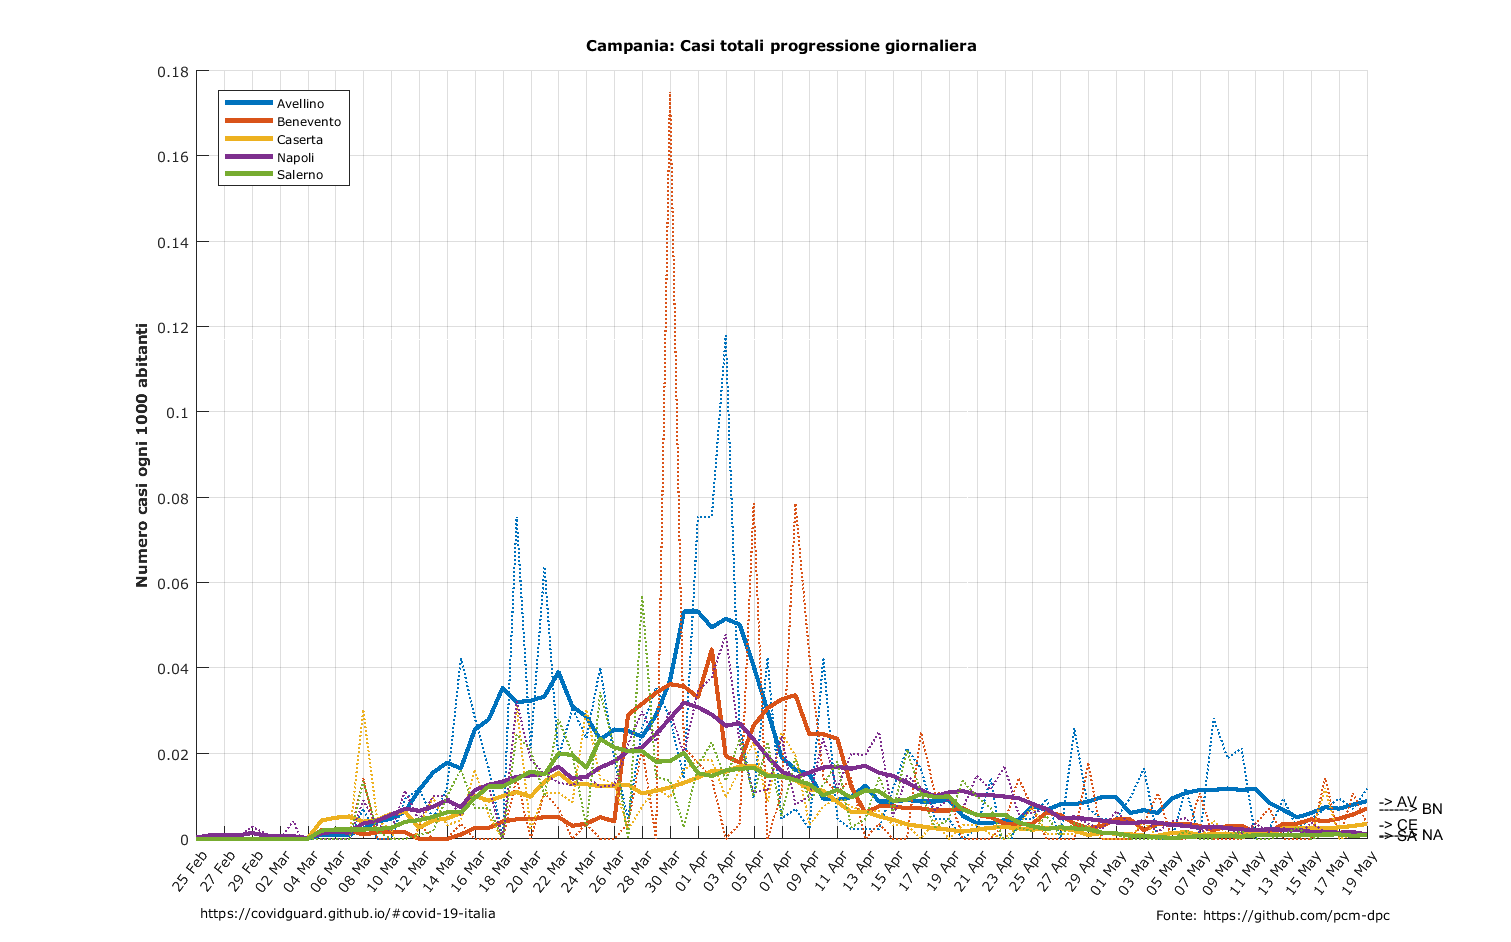 Campania: Casi totali progressione giornaliera
Numero casi ogni 1000 abitanti
0.18
0.16
0.14
0.12
0.1
0.08
0.06
0.04
0.02
0
Avellino
Benevento
Caserta
Napoli
Salerno
-> AV
-----> BN
-> CE
-> SA
-----> NA
25 Feb
27 Feb
29 Feb
02 Mar
04 Mar
06 Mar
08 Mar
10 Mar
12 Mar
14 Mar
16 Mar
18 Mar
20 Mar
22 Mar
24 Mar
26 Mar
28 Mar
30 Mar
01 Apr
03 Apr
05 Apr
07 Apr
09 Apr
11 Apr
13 Apr
15 Apr
17 Apr
19 Apr
21 Apr
23 Apr
25 Apr
27 Apr
29 Apr
01 May
03 May
05 May
07 May
09 May
11 May
13 May
15 May
17 May
19 May
https://covidguard.github.io/#covid-19-italia
Fonte: https://github.com/pcm-dpc